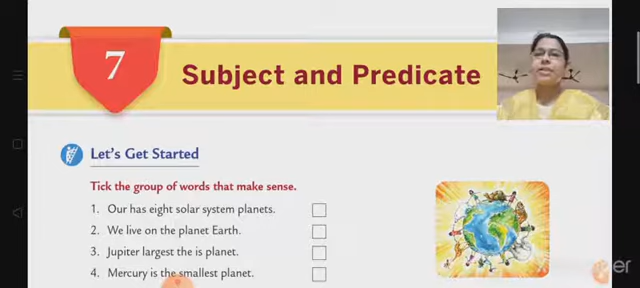 7
Subject and Predicate
Let's Get Started
Tick the group of words that make sense.
1. Our has eight solar system planets.
2. We live on the planet Earth.
3. Jupiter largest the is planet.
4. Mercury is the smallest planet.